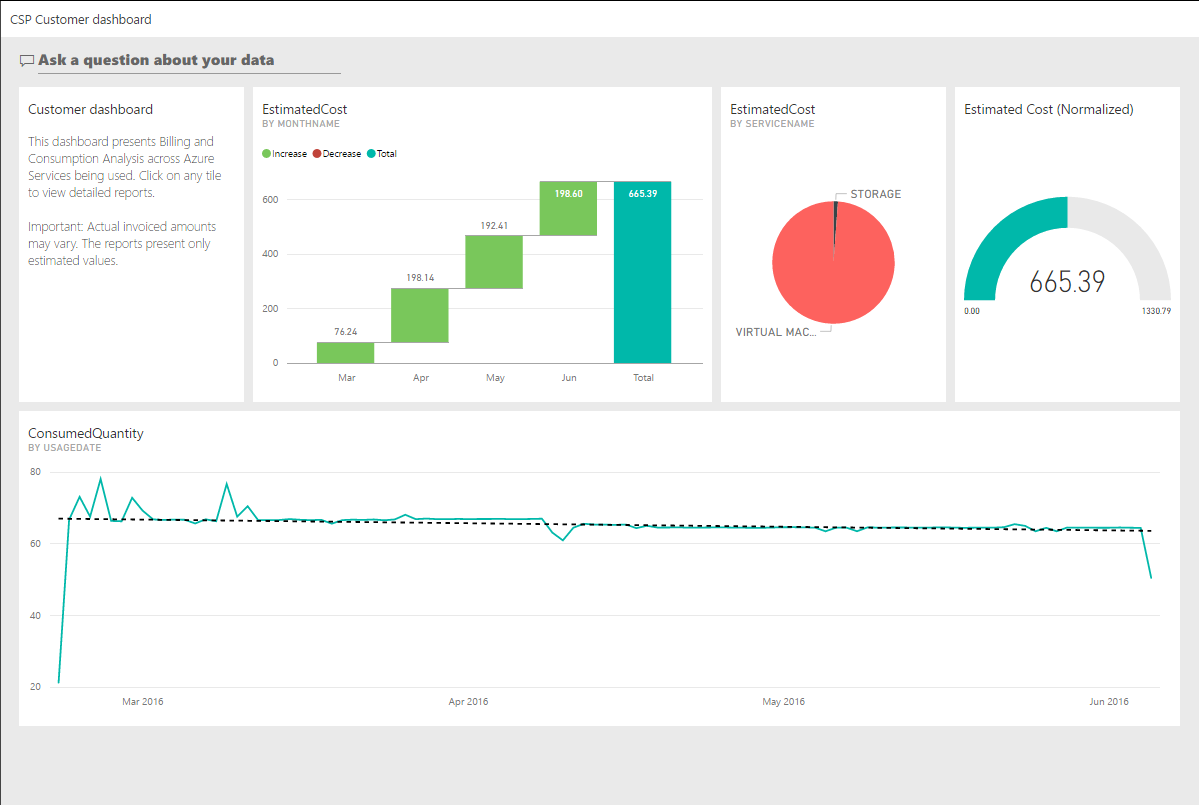 CSP Customer dashboard
Ask a question about your data
Customer dashboard
This dashboard presents Billing and
Consumption Analysis across Azure
Services being used. Click on any tile
to view detailed reports.
Important: Actual invoiced amounts
may vary. The reports present only
estimated values.
EstimatedCost
BY MONTHNAME
Increase Decrease Total
600
400
200
0
76.24
198.14
192.41
198.60
665.39
Mar Apr May Jun Total
EstimatedCost
BY SERVICENAME
STORAGE
VIRTUAL MAC...
Estimated Cost (Normalized)
665.39
0.00 1330.79
ConsumedQuantity
BY USAGEDATE
80
60
40
20
Mar 2016 Apr 2016 May 2016 Jun 2016